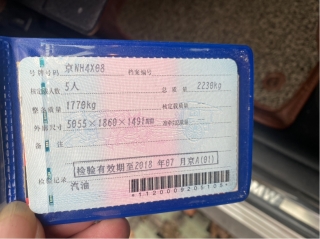 号牌号码 京NH4X98 档案编号
核定载人数 5人 总质量 2230kg
整备质量 1770kg 核定载质量
外廓尺寸 5055×1860×1491mm 准牵引总质量
备注
检验有效期至2018年07月京A(01)
检验记录
汽油